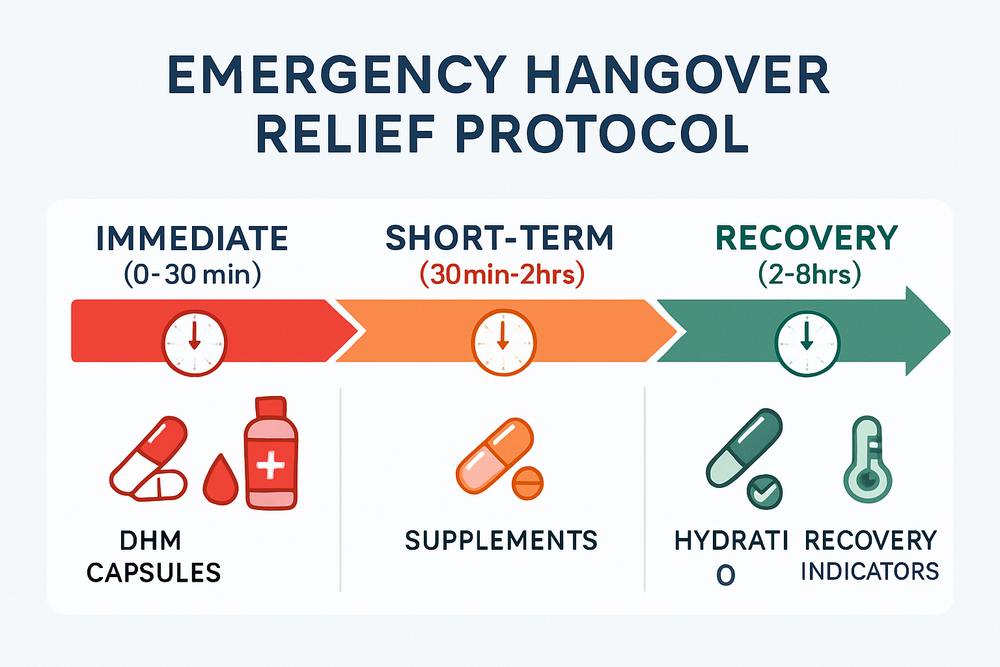 EMERGENCY HANGOVER
RELIEF PROTOCOL
IMMEDIATE
(0-30 min)
SHORT-TERM
(30min-2hrs)
RECOVERY
(2-8hrs)
DHM
CAPSULES
SUPPLEMENTS
HYDRATI
O
RECOVERY
INDICATORS